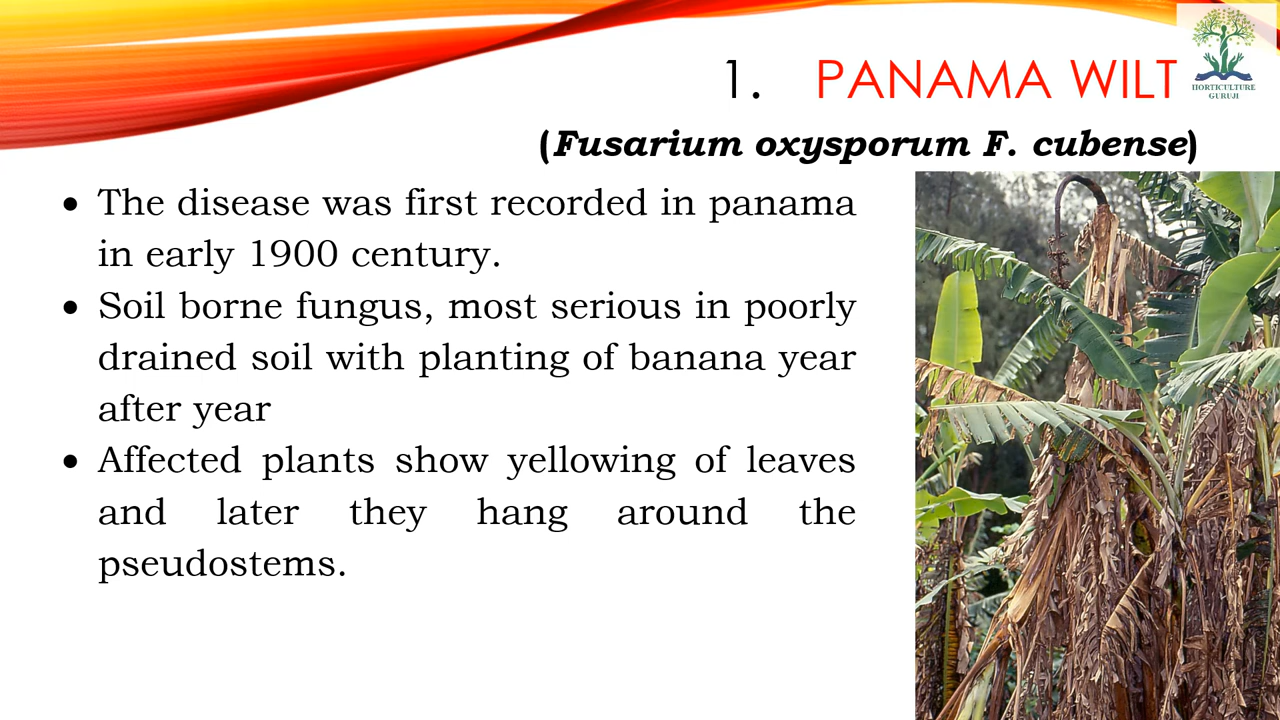 1. PANAMA WILT
HORTICULTURE
GURUJI
(Fusarium oxysporum F. cubense)
• The disease was first recorded in panama
in early 1900 century.
• Soil borne fungus, most serious in poorly
drained soil with planting of banana year
after year
• Affected plants show yellowing of leaves
and later they hang around the
pseudostems.